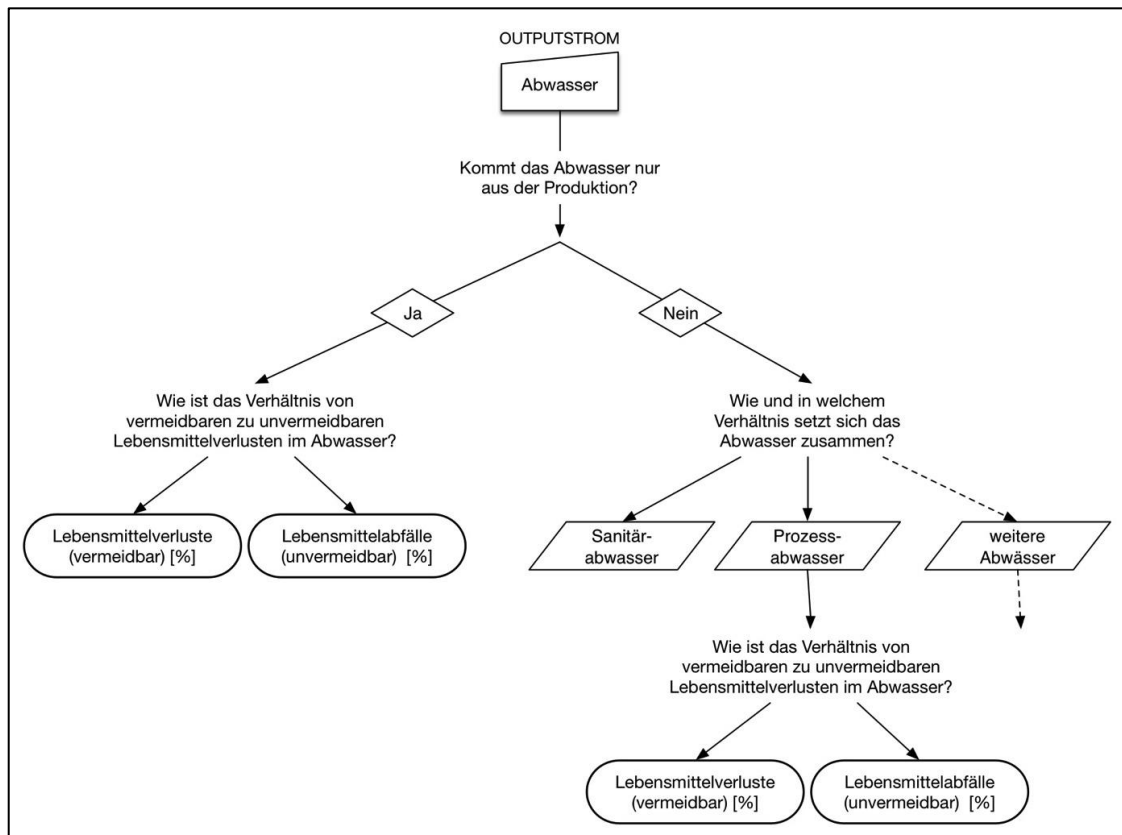 OUTPUTSTROM
Abwasser
Kommt das Abwasser nur
aus der Produktion?
Ja
Nein
Wie ist das Verhältnis von
vermeidbaren zu unvermeidbaren
Lebensmittelverlusten im Abwasser?
Wie und in welchem
Verhältnis setzt sich das
Abwasser zusammen?
Lebensmittelverluste
(vermeidbar) [%]
Lebensmittelabfälle
(unvermeidbar) [%]
Sanitär-
abwasser
Prozess-
abwasser
weitere
Abwässer
Wie ist das Verhältnis von
vermeidbaren zu unvermeidbaren
Lebensmittelverlusten im Abwasser?
Lebensmittelverluste
(vermeidbar) [%]
Lebensmittelabfälle
(unvermeidbar) [%]